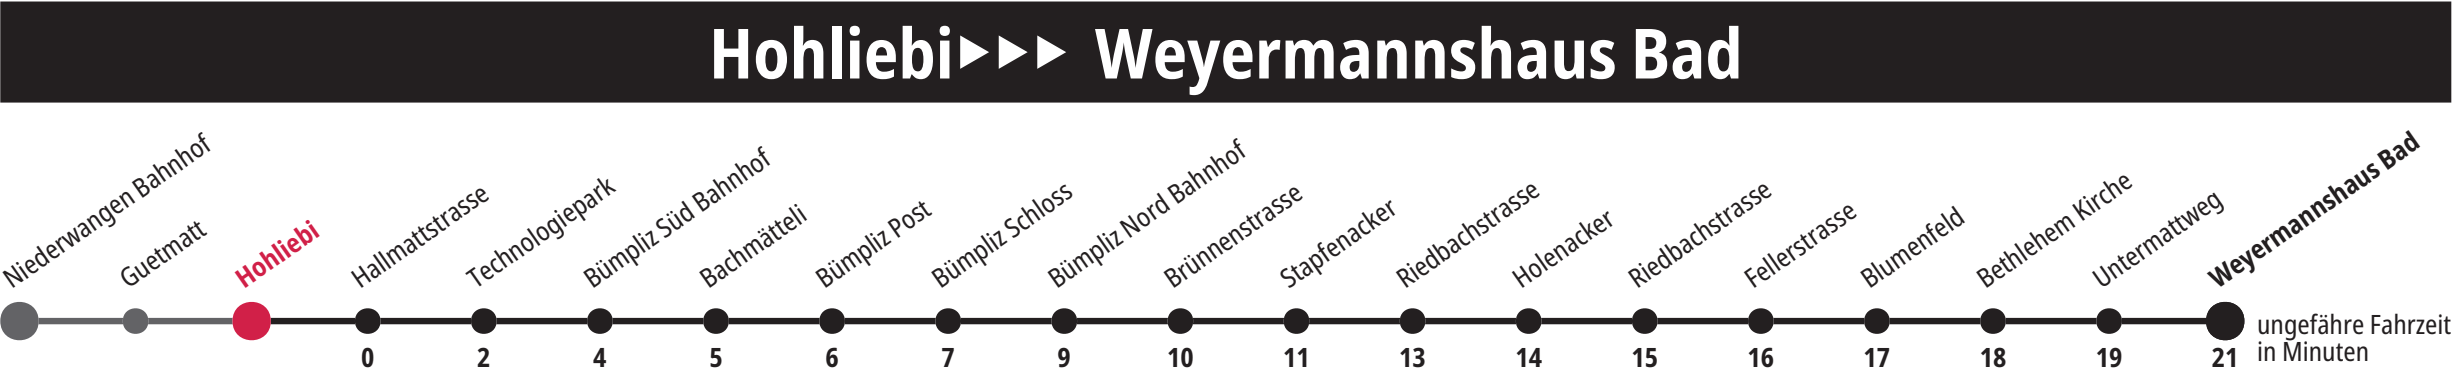 Hohliebi▶▶▶ Weyermannshaus Bad
Niederwangen Bahnhof
Guetmatt
Hohliebi
Hallmattstrasse
Technologiepark
Bümpliz Süd Bahnhof
Bachmätteli
Bümpliz Post
Bümpliz Schloss
Bümpliz Nord Bahnhof
Brünnenstrasse
Stapfenacker
Riedbachstrasse
Holenacker
Riedbachstrasse
Fellerstrasse
Blumenfeld
Bethlehem Kirche
Untermattweg
Weyermannshaus Bad
0 2 4 5 6 7 9 10 11 13 14 15 16 17 18 19 21
ungefähre Fahrzeit
in Minuten